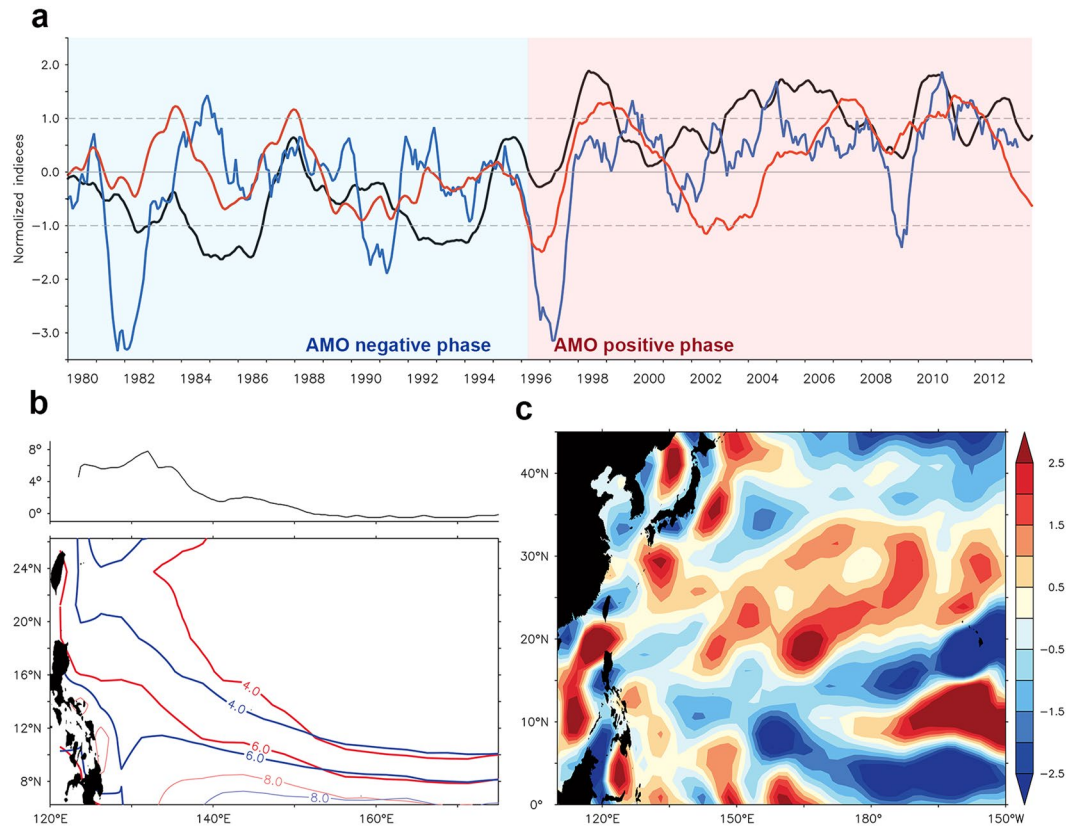 a
Normalized indieces
2.0
1.0
0.0
−1.0
−2.0
−3.0
AMO negative phase
AMO positive phase
1980 1982 1984 1986 1988 1990 1992 1994 1996 1998 2000 2002 2004 2006 2008 2010 2012
b
8°
4°
0°
24°N
20°N
16°N
12°N
8°N
4.0
4.0
6.0
6.0
8.0
8.0
120°E 140°E 160°E
c
40°N
30°N
20°N
10°N
0°
120°E 150°E 180° 150°W
2.5
1.5
0.5
−0.5
−1.5
−2.5